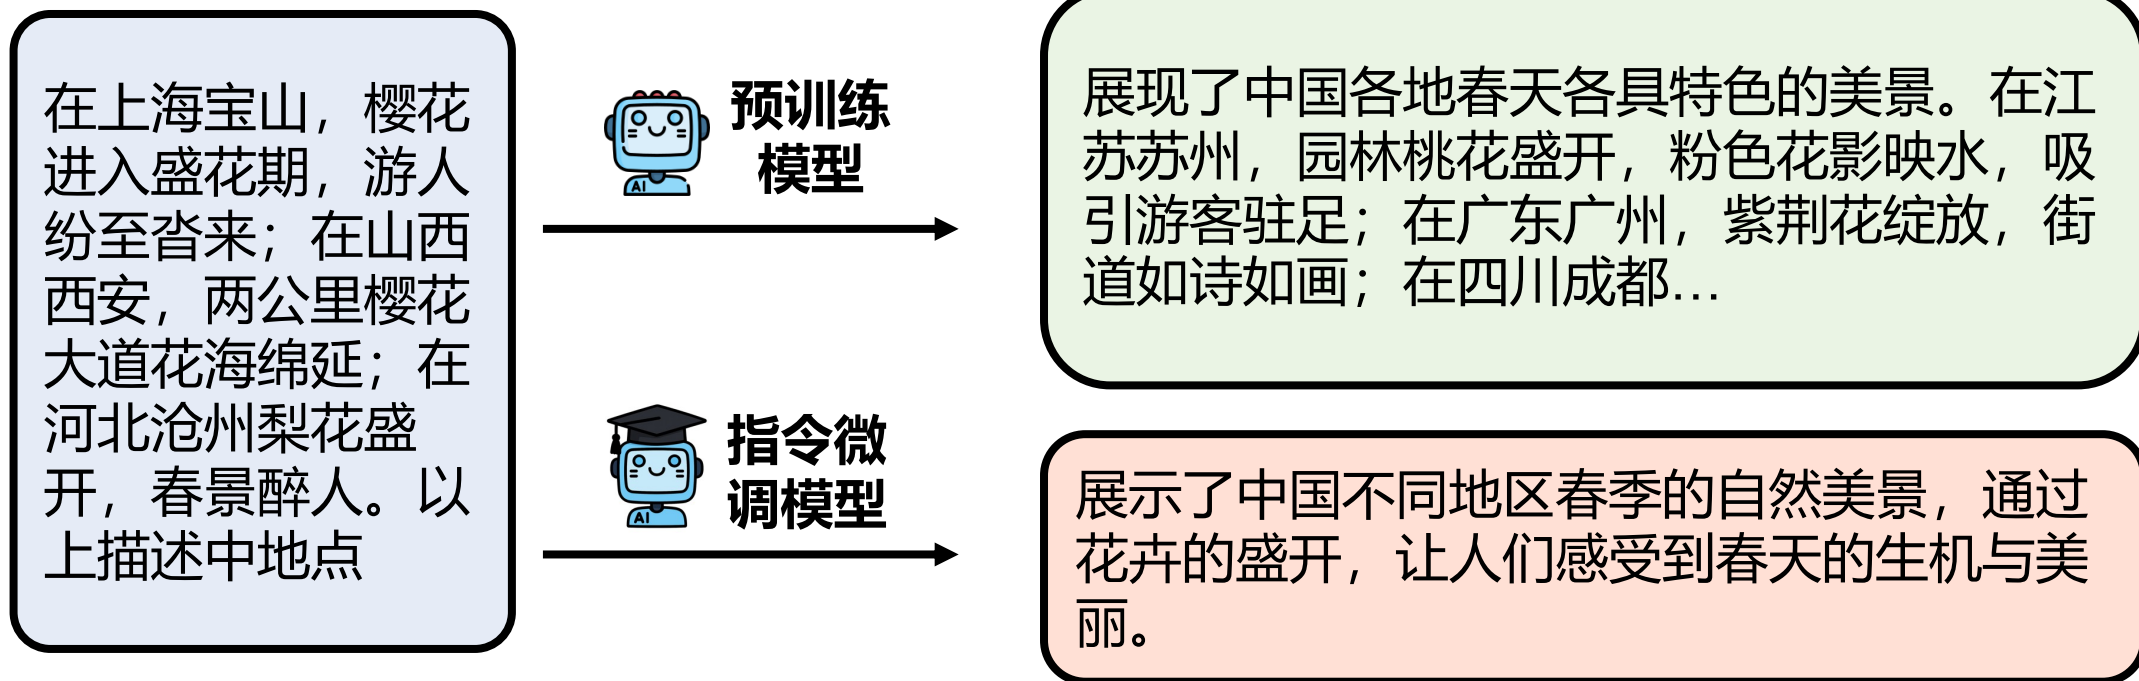 在上海宝山，樱花
进入盛花期，游人
纷至沓来；在山西
西安，两公里樱花
大道花海绵延；在
河北沧州梨花盛
开，春景醉人。以
上描述中地点
预训练
模型
AI
展现了中国各地春天各具特色的美景。在江
苏苏州，园林桃花盛开，粉色花影映水，吸
引游客驻足；在广东广州，紫荆花绽放，街
道如诗如画；在四川成都…
指令微
调模型
AI
展示了中国不同地区春季的自然美景，通过
花卉的盛开，让人们感受到春天的生机与美
丽。